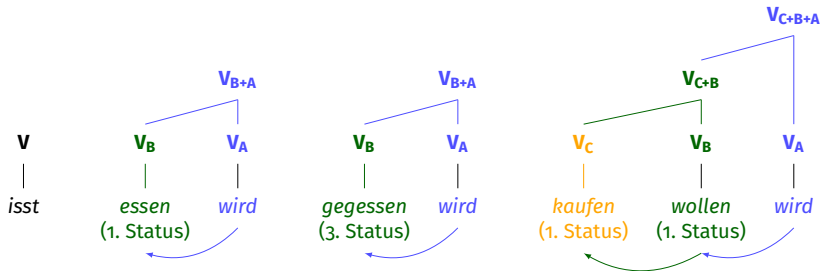 V_C+B+A
V_B+A V_B+A V_C+B
V V_B V_A V_B V_A V_C V_B V_A
isst essen wird gegessen wird kaufen wollen wird
(1. Status) (3. Status) (1. Status) (1. Status)